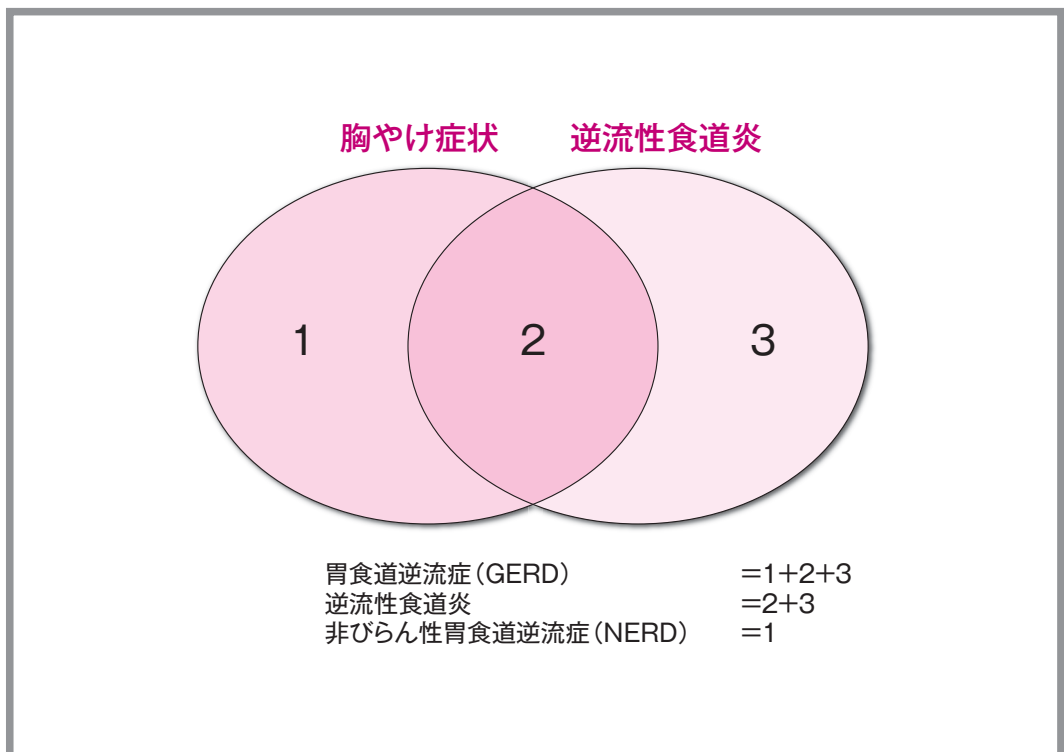 胸やけ症状 逆流性食道炎
1 2 3
胃食道逆流症(GERD) =1+2+3
逆流性食道炎 =2+3
非びらん性胃食道逆流症(NERD) =1